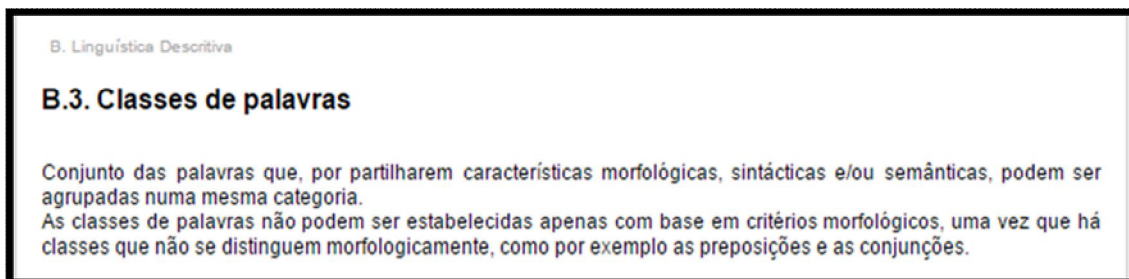 B. Linguística Descritiva
B.3. Classes de palavras
Conjunto das palavras que, por partilharem características morfológicas, sintácticas e/ou semânticas, podem ser
agrupadas numa mesma categoria.
As classes de palavras não podem ser estabelecidas apenas com base em critérios morfológicos, uma vez que há
classes que não se distinguem morfologicamente, como por exemplo as preposições e as conjunções.